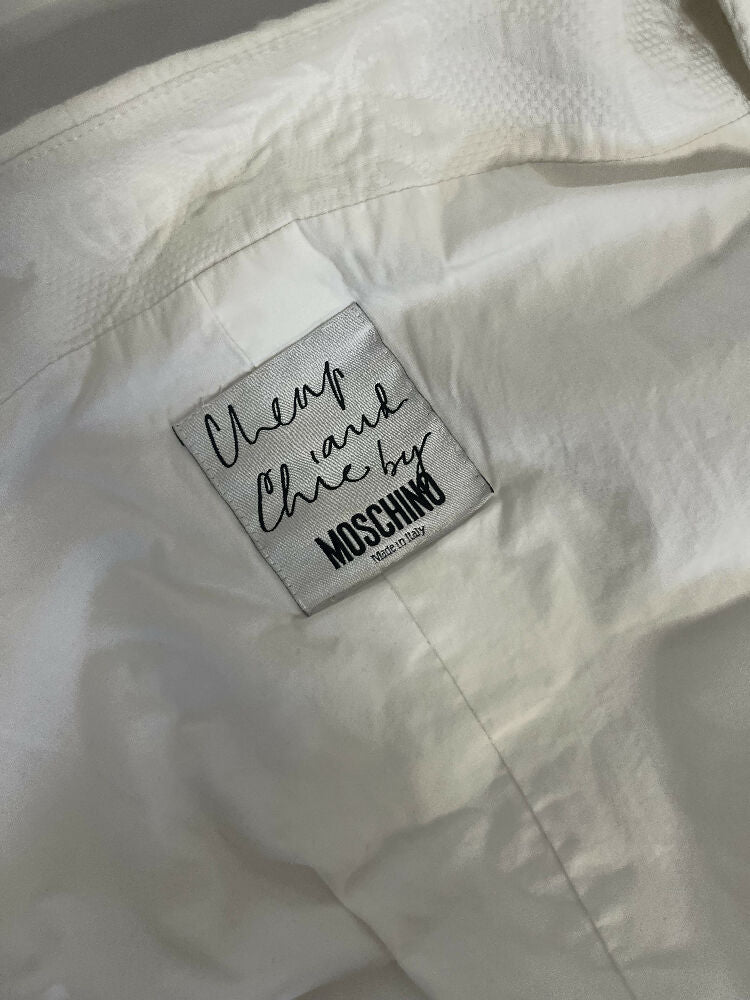 Cheap
and
Chic by
MOSCHINO
Made in Italy